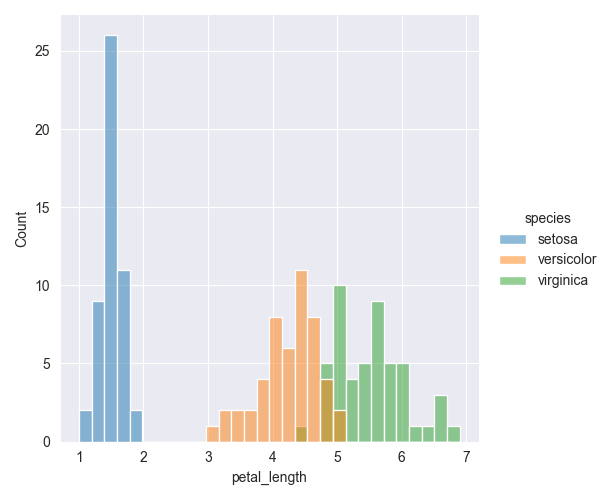 25
20
15
10
5
0
Count
1 2 3 4 5 6 7
petal_length
species
setosa
versicolor
virginica